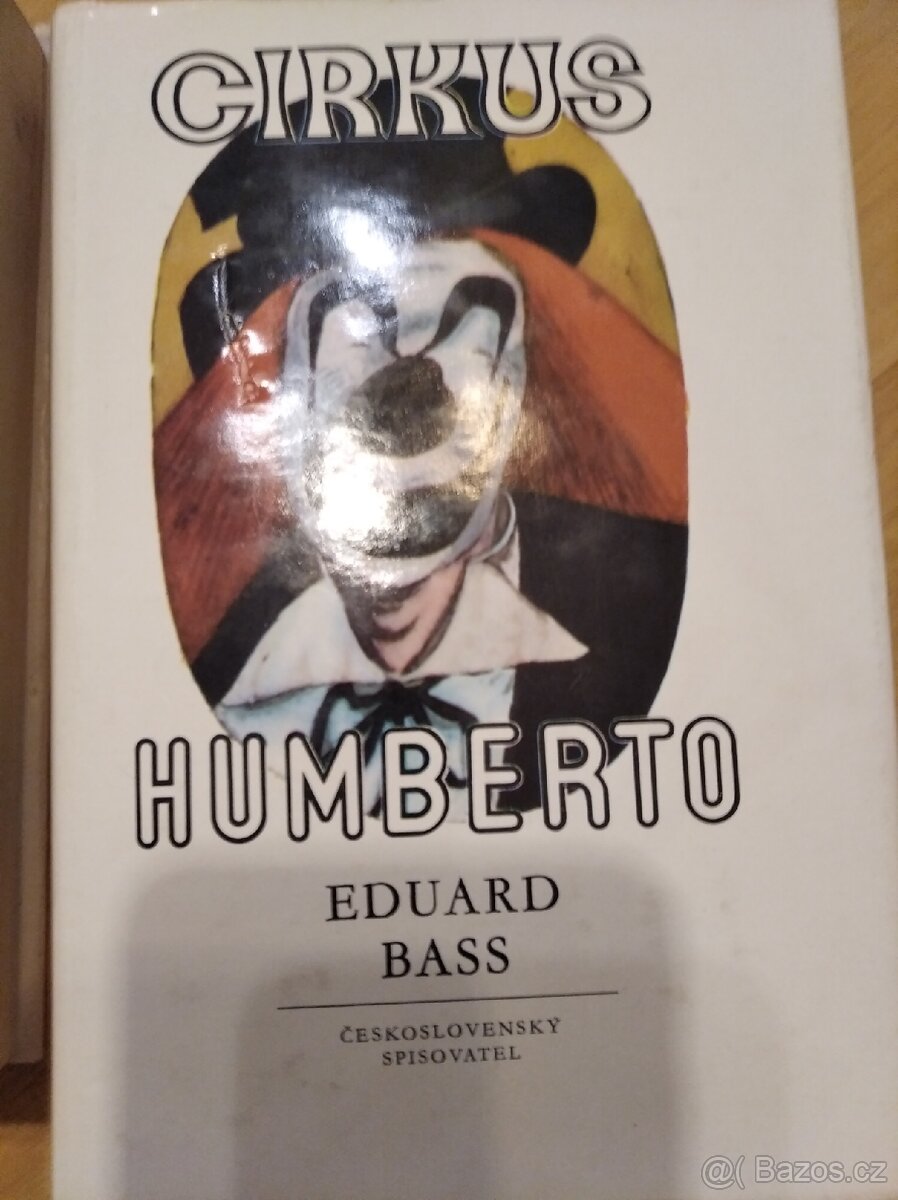 CIRKUS
HUMBERTO
EDUARD
BASS
ČESKOSLOVENSKÝ
SPISOVATEL
@( Bazos.cz